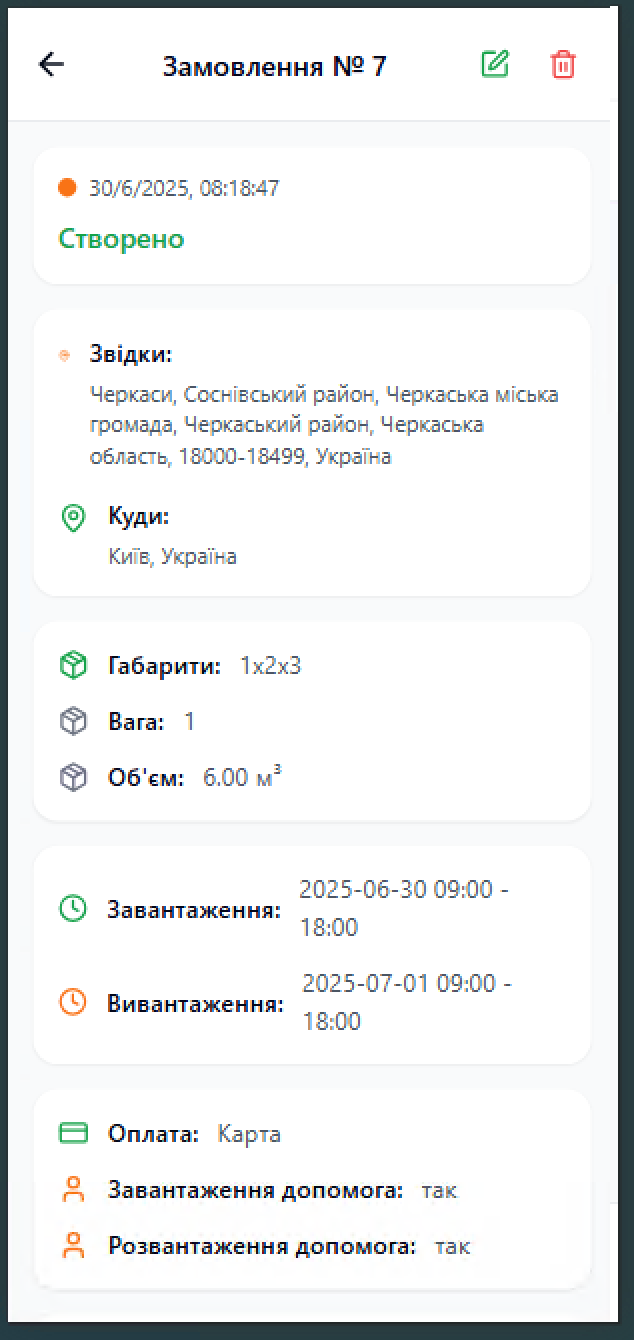 Замовлення № 7
30/6/2025, 08:18:47
Створено
Звідки:
Черкаси, Соснівський район, Черкаська міська
громада, Черкаський район, Черкаська
область, 18000-18499, Україна
Куди:
Київ, Україна
Габарити: 1x2x3
Вага: 1
Об'єм: 6.00 м³
Завантаження: 2025-06-30 09:00 -
18:00
Вивантаження: 2025-07-01 09:00 -
18:00
Оплата: Карта
Завантаження допомога: так
Розвантаження допомога: так